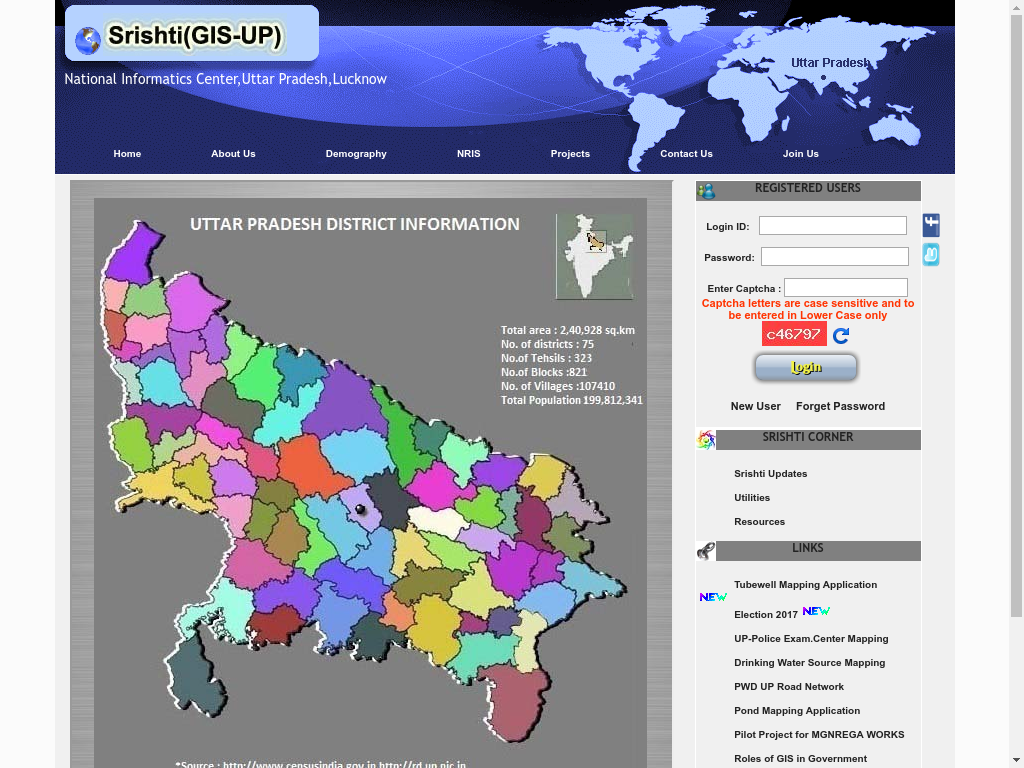 Srishti(GIS-UP)
National Informatics Center,Uttar Pradesh,Lucknow
Uttar Pradesh
Home About Us Demography NRIS Projects Contact Us Join Us
UTTAR PRADESH DISTRICT INFORMATION
Total area : 2,40,928 sq.km
No. of districts : 75
No.of Tehsils : 323
No.of Blocks :821
No. of Villages :107410
Total Population 199,812,341
*Source : http://www.censusindia.gov.in http://rd.up.nic.in
REGISTERED USERS
Login ID:
Password:
Enter Captcha :
Captcha letters are case sensitive and to
be entered in Lower Case only
c46797
Login
New User Forget Password
SRISHTI CORNER
Srishti Updates
Utilities
Resources
LINKS
Tubewell Mapping Application
NEW
Election 2017 NEW
UP-Police Exam.Center Mapping
Drinking Water Source Mapping
PWD UP Road Network
Pond Mapping Application
Pilot Project for MGNREGA WORKS
Roles of GIS in Government